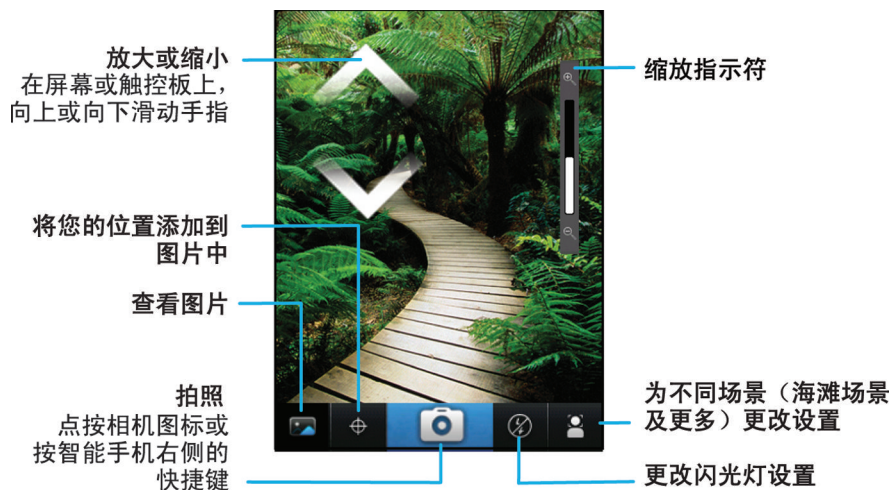 放大或缩小
在屏幕或触控板上，
向上或向下滑动手指
缩放指示符
将您的位置添加到
图片中
查看图片
拍照
点按相机图标或
按智能手机右侧的
快捷键
为不同场景（海滩场景
及更多）更改设置
更改闪光灯设置